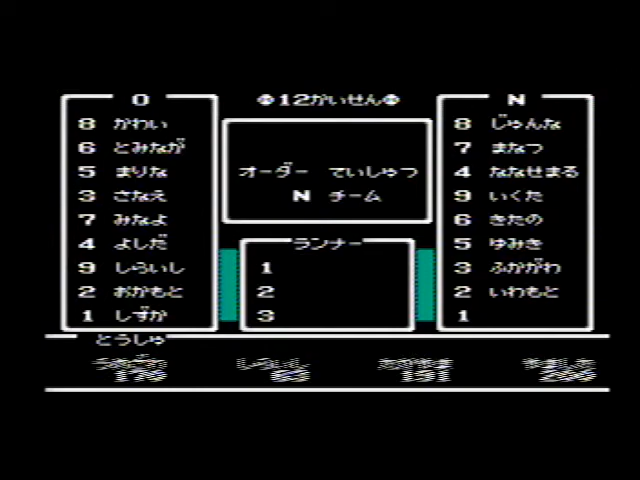 O
8 かわい
6 とみなが
5 まりな
3 さなえ
7 みなよ
4 よしだ
9 しらいし
2 おかもと
1 しずか
12かいせん
オーダー ていしゅつ
N チーム
ランナー
1
2
3
N
8 じゅんな
7 まなつ
4 ななせまる
9 いくた
6 きたの
5 ゆみき
3 ふかがわ
2 いわもと
1
とうしゅ